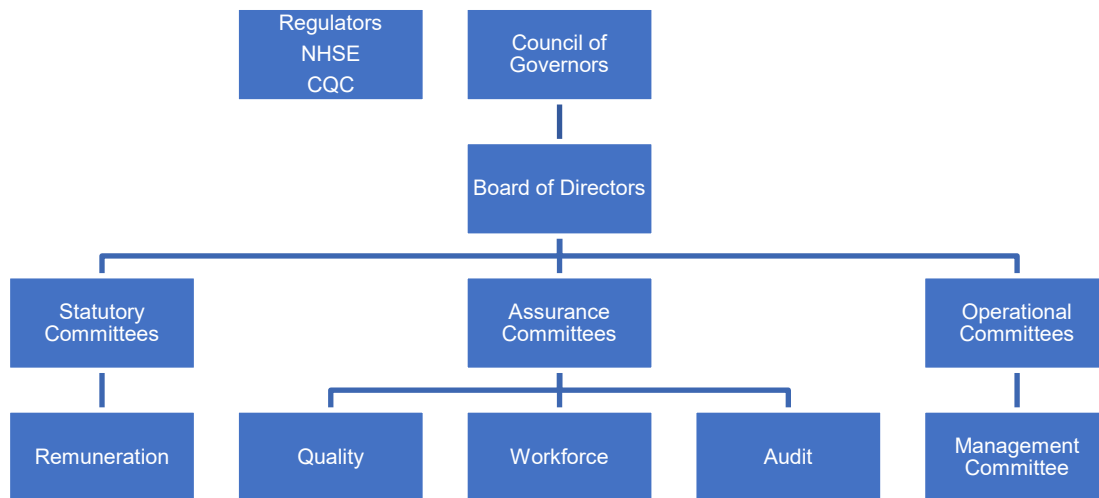 Regulators
NHSE
CQC
Council of
Governors
Board of Directors
Statutory
Committees
Assurance
Committees
Operational
Committees
Remuneration
Quality
Workforce
Audit
Management
Committee